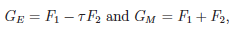 G_E = F_1 − τF_2 and G_M = F_1 + F_2,